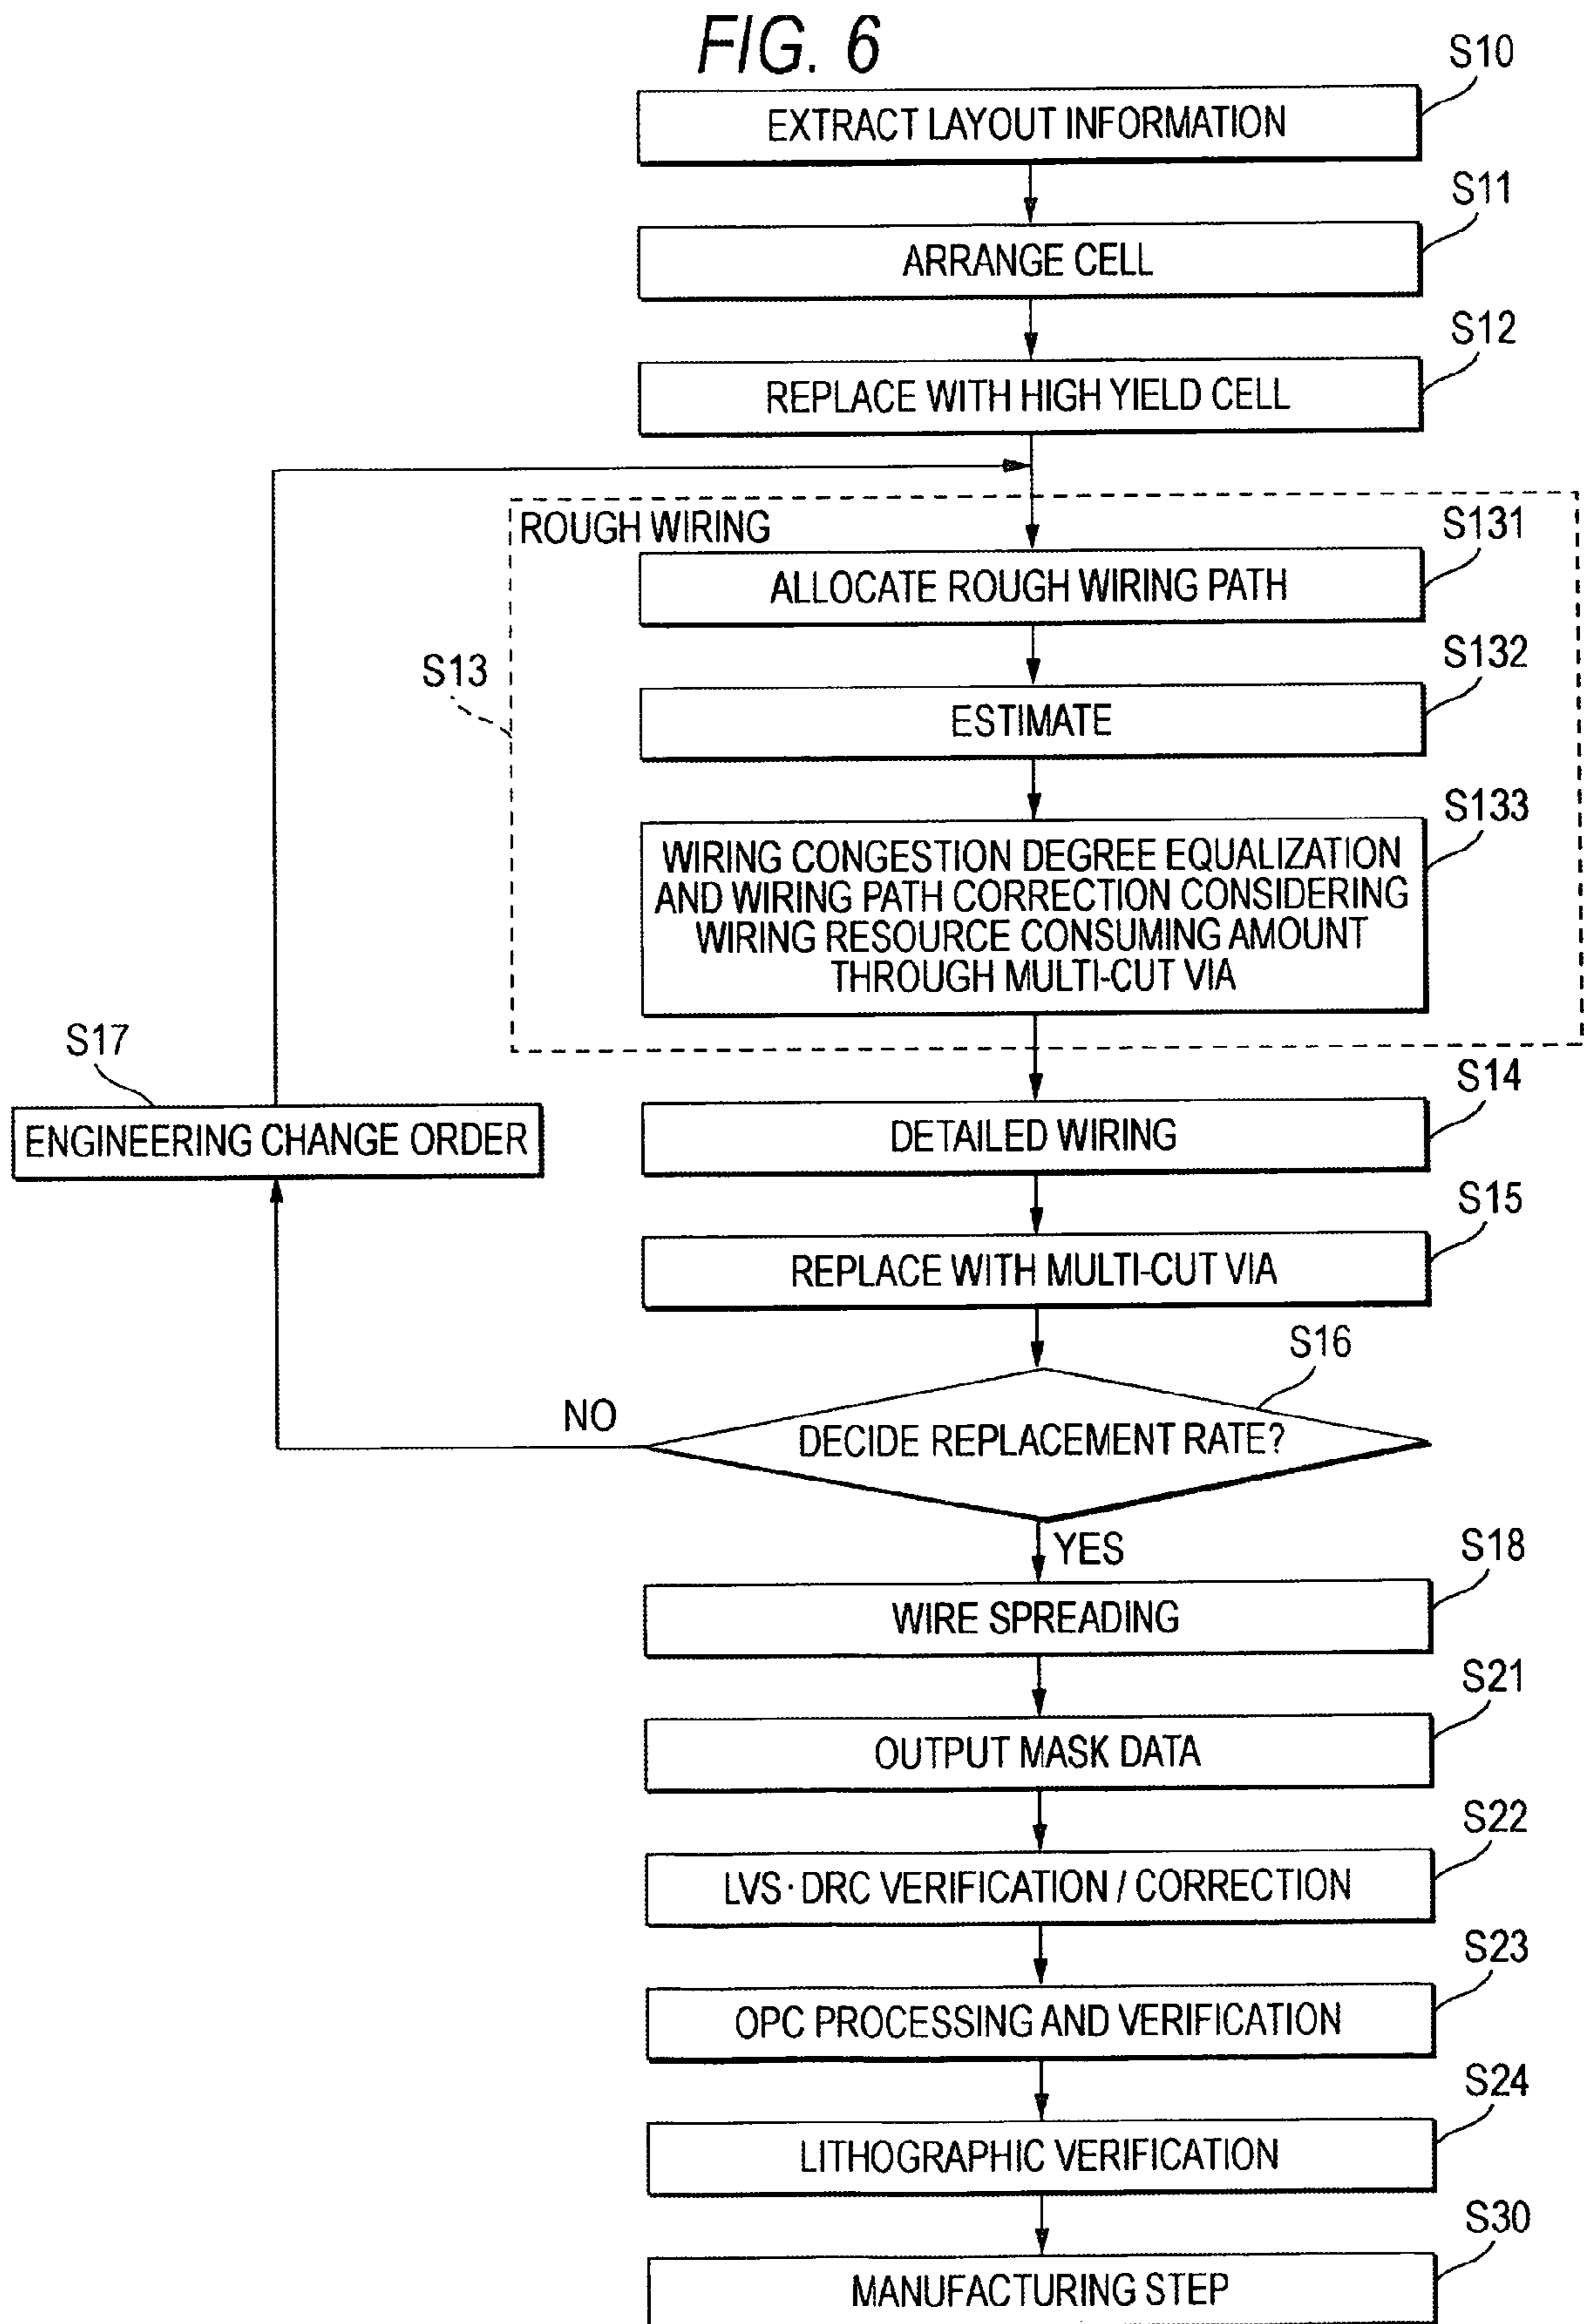 FIG. 6
S10
EXTRACT LAYOUT INFORMATION
S11
ARRANGE CELL
S12
REPLACE WITH HIGH YIELD CELL
ROUGH WIRING
S131
ALLOCATE ROUGH WIRING PATH
S13
S132
ESTIMATE
S133
WIRING CONGESTION DEGREE EQUALIZATION
AND WIRING PATH CORRECTION CONSIDERING
WIRING RESOURCE CONSUMING AMOUNT
THROUGH MULTI-CUT VIA
S17
ENGINEERING CHANGE ORDER
S14
DETAILED WIRING
S15
REPLACE WITH MULTI-CUT VIA
S16
NO
DECIDE REPLACEMENT RATE?
YES
S18
WIRE SPREADING
S21
OUTPUT MASK DATA
S22
LVS·DRC VERIFICATION / CORRECTION
S23
OPC PROCESSING AND VERIFICATION
S24
LITHOGRAPHIC VERIFICATION
S30
MANUFACTURING STEP